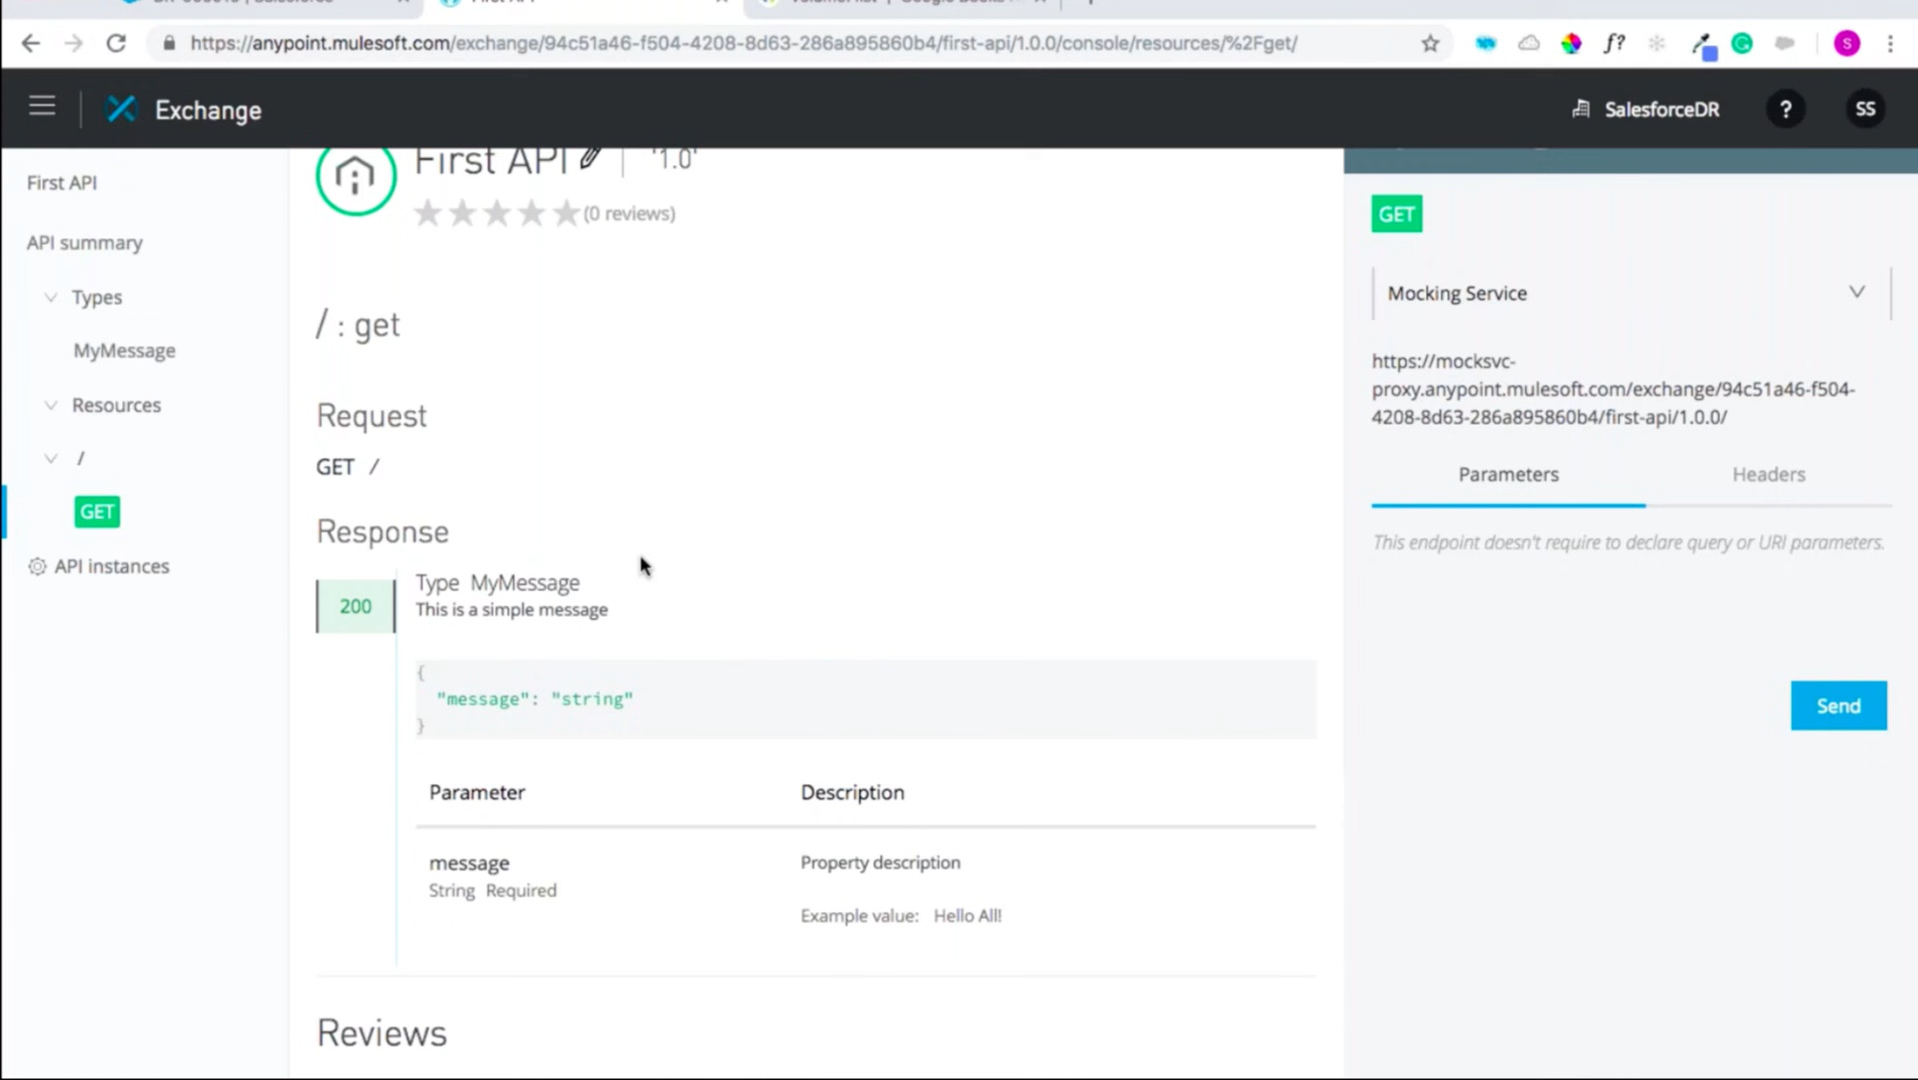 First API
https://anypoint.mulesoft.com/exchange/94c51a46-f504-4208-8d63-286a895860b4/first-api/1.0.0/console/resources/%2Fget/
f?
S
Exchange
SalesforceDR
?
SS
First API
API summary
Types
MyMessage
Resources
/
GET
API instances
First API | '1.0'
(0 reviews)
/ : get
Request
GET /
Response
200
Type MyMessage
This is a simple message
{
"message": "string"
}
Parameter Description
message Property description
String Required
Example value: Hello All!
Reviews
GET
Mocking Service
https://mocksvc-
proxy.anypoint.mulesoft.com/exchange/94c51a46-f504-
4208-8d63-286a895860b4/first-api/1.0.0/
Parameters Headers
This endpoint doesn't require to declare query or URI parameters.
Send